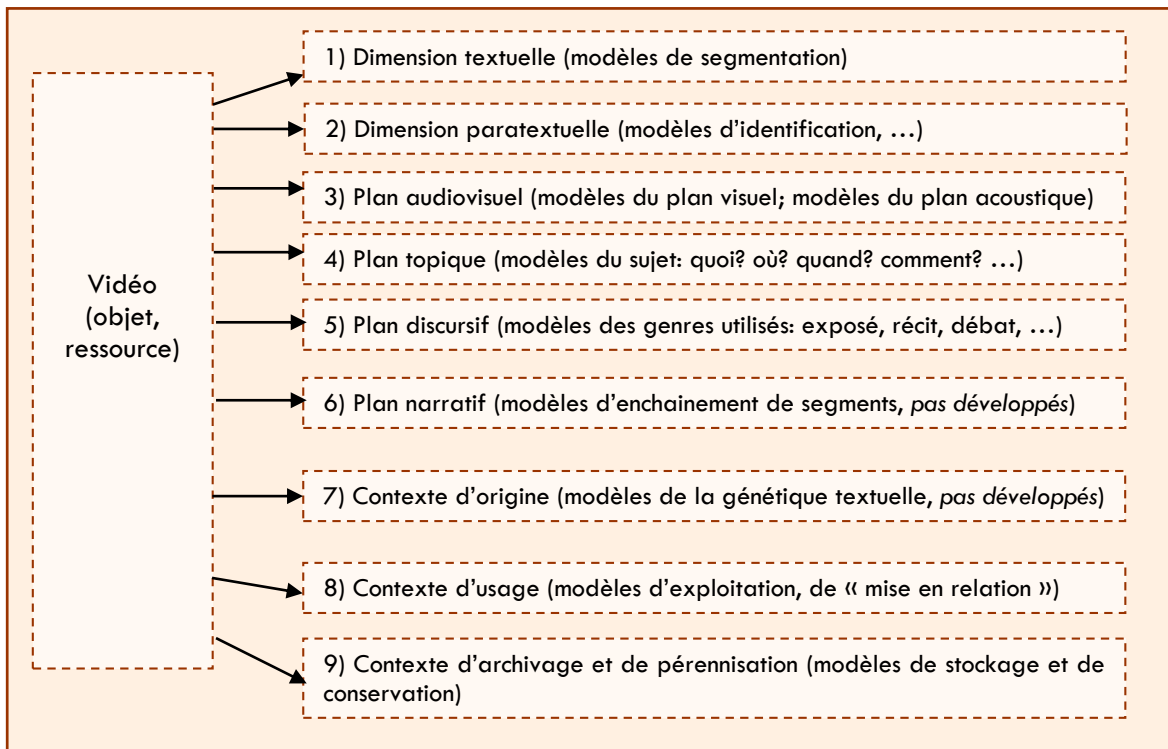 1) Dimension textuelle (modèles de segmentation)
2) Dimension paratextuelle (modèles d'identification, …)
3) Plan audiovisuel (modèles du plan visuel; modèles du plan acoustique)
4) Plan topique (modèles du sujet: quoi? où? quand? comment? …)
Vidéo
(objet,
ressource)
5) Plan discursif (modèles des genres utilisés: exposé, récit, débat, …)
6) Plan narratif (modèles d'enchainement de segments, pas développés)
7) Contexte d'origine (modèles de la génétique textuelle, pas développés)
8) Contexte d'usage (modèles d'exploitation, de « mise en relation »)
9) Contexte d'archivage et de pérennisation (modèles de stockage et de
conservation)